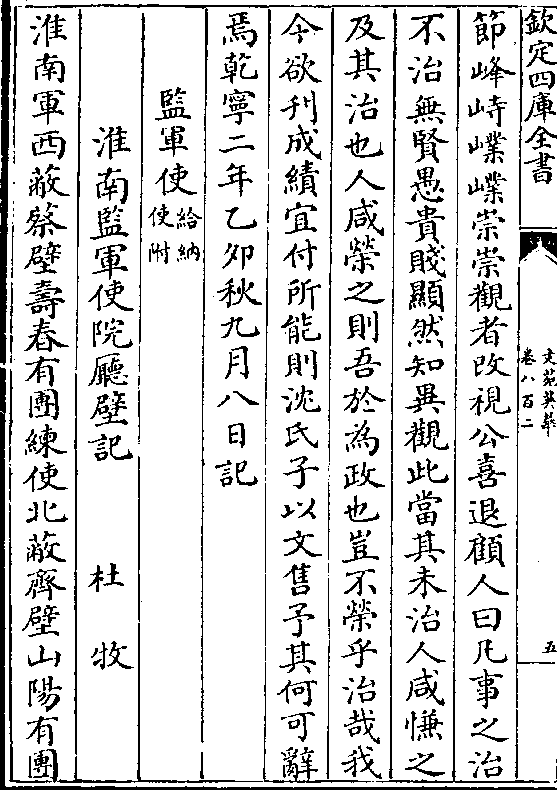 欽定四庫全書
文苑英華
卷八百二
五
節峰峙嶫嶫崇崇觀者改視公喜退顧人曰凡事之治
不治無賢愚貴賤顯然知異觀此當其未治人咸慊之
及其治也人咸榮之則吾於為政也豈不榮乎治哉我
今欲刋成績宜付所能則沈氏子以文售予其何可辭
焉乾寧二年乙夘秋九月八日記
監軍使給納使附
淮南監軍使院廳壁記 杜牧
淮南軍西蔽蔡壁壽春有團練使北蔽齊壁山陽有團